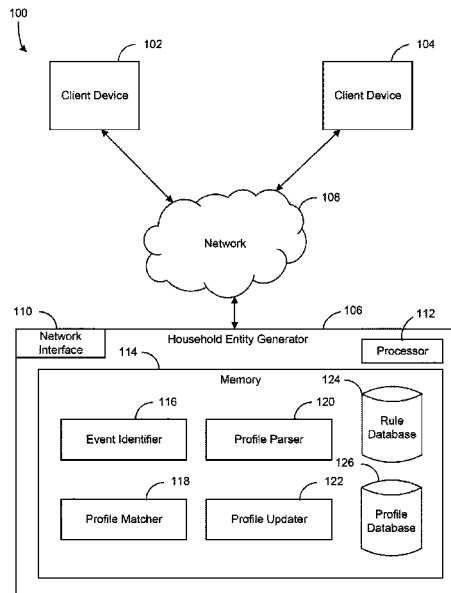 100
102
104
Client Device
Client Device
108
Network
110
106
112
Network
Interface
Household Entity Generator
Processor
114
Memory
116
120
124
Event Identifier
Profile Parser
Rule
Database
118
122
126
Profile Matcher
Profile Updater
Profile
Database